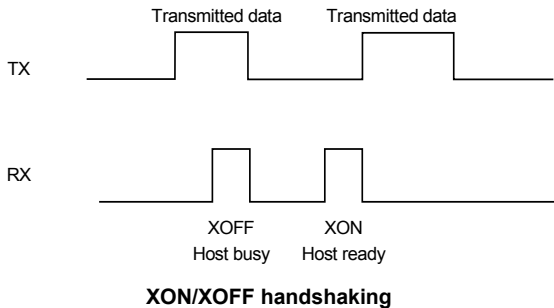 Transmitted data Transmitted data
TX
RX
XOFF XON
Host busy Host ready
XON/XOFF handshaking